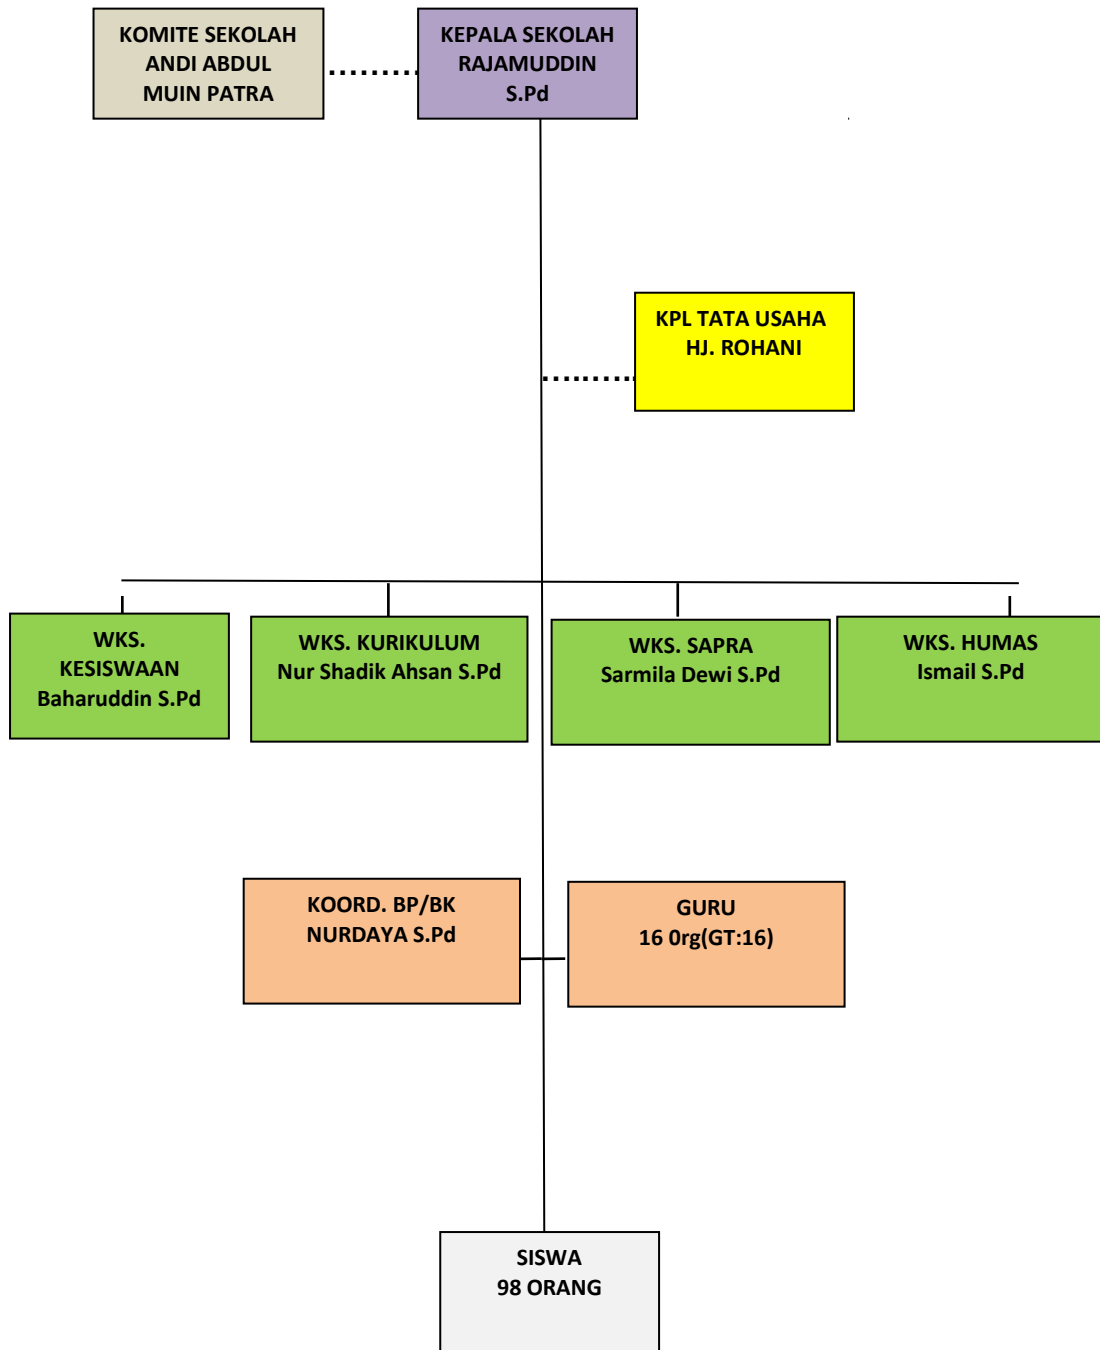 KOMITE SEKOLAH
ANDI ABDUL
MUIN PATRA
KEPALA SEKOLAH
RAJAMUDDIN
S.Pd
KPL TATA USAHA
HJ. ROHANI
WKS.
KESISWAAN
Baharuddin S.Pd
WKS. KURIKULUM
Nur Shadik Ahsan S.Pd
WKS. SAPRA
Sarmila Dewi S.Pd
WKS. HUMAS
Ismail S.Pd
KOORD. BP/BK
NURDAYA S.Pd
GURU
16 0rg(GT:16)
SISWA
98 ORANG